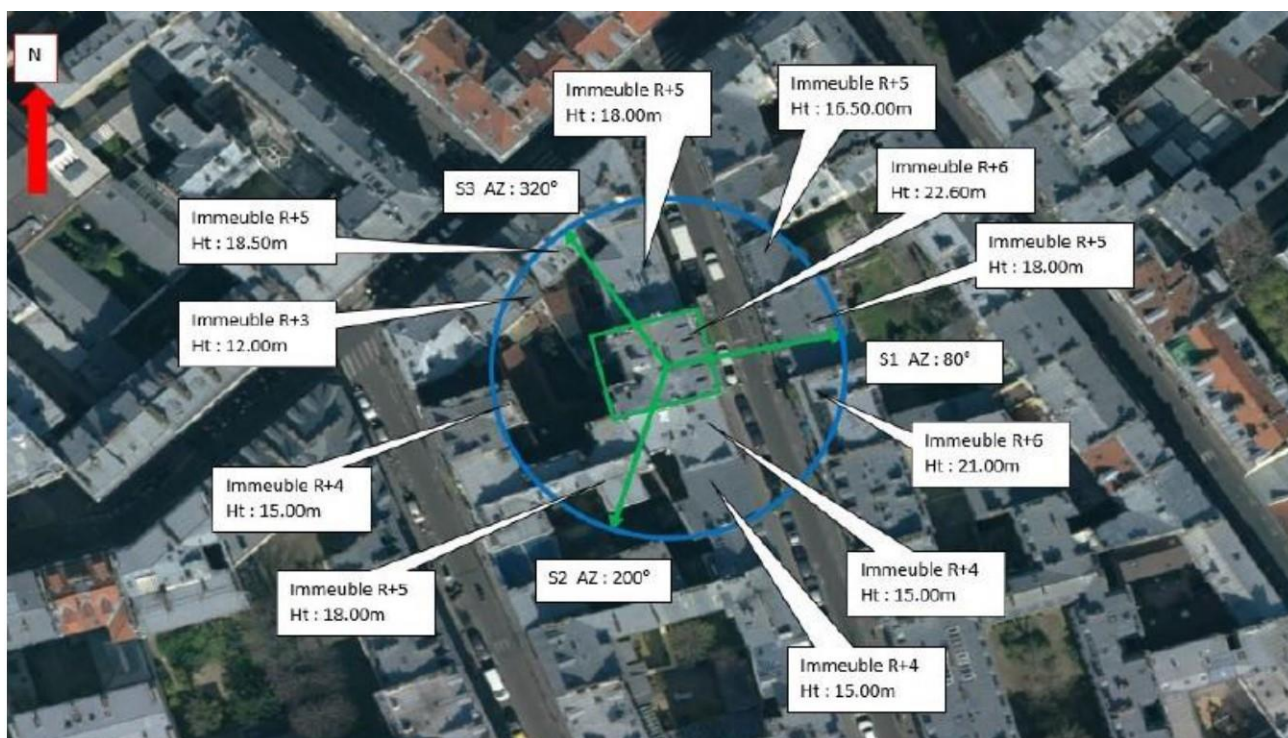 N
Immeuble R+5
Ht : 18.00m
Immeuble R+5
Ht : 16.50.00m
Immeuble R+6
Ht : 22.60m
S3 AZ : 320°
Immeuble R+5
Ht : 18.50m
Immeuble R+5
Ht : 18.00m
Immeuble R+3
Ht : 12.00m
S1 AZ : 80°
Immeuble R+6
Ht : 21.00m
Immeuble R+4
Ht : 15.00m
Immeuble R+5
Ht : 18.00m
S2 AZ : 200°
Immeuble R+4
Ht : 15.00m
Immeuble R+4
Ht : 15.00m